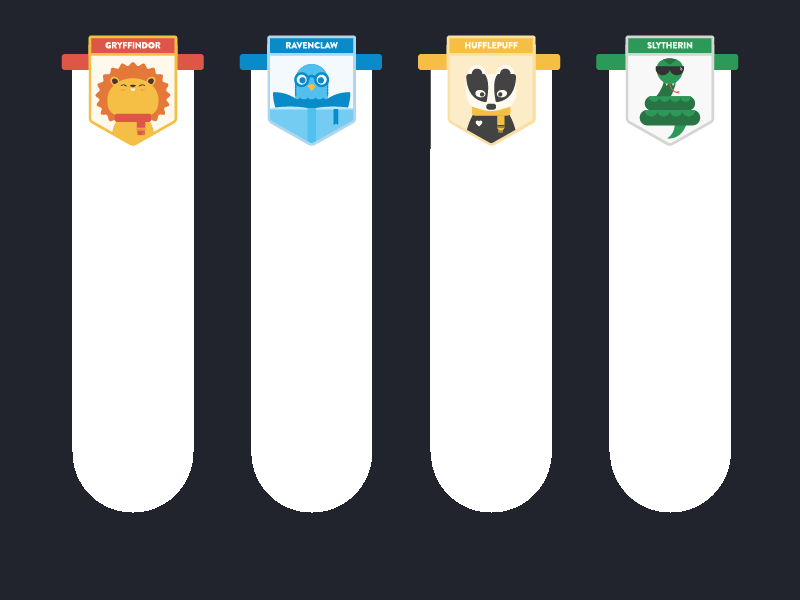 GRYFFINDOR
RAVENCLAW
HUFFLEPUFF
SLYTHERIN